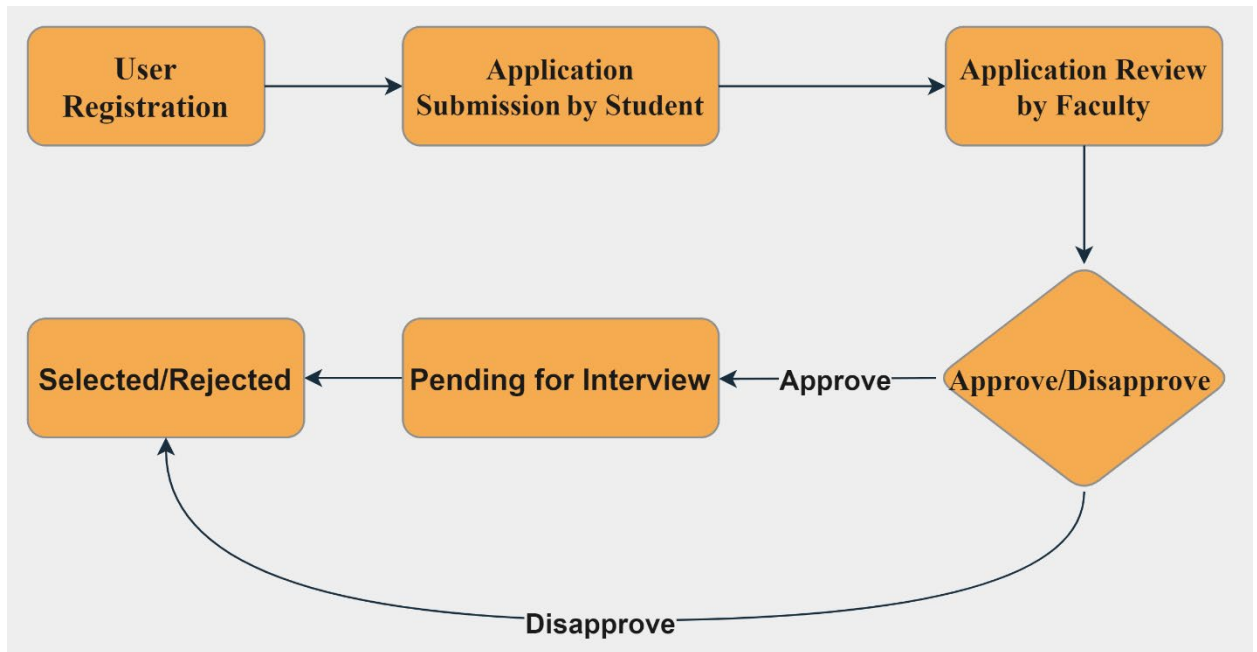 User
Registration
Application
Submission by Student
Application Review
by Faculty
Selected/Rejected
Pending for Interview
Approve
Approve/Disapprove
Disapprove